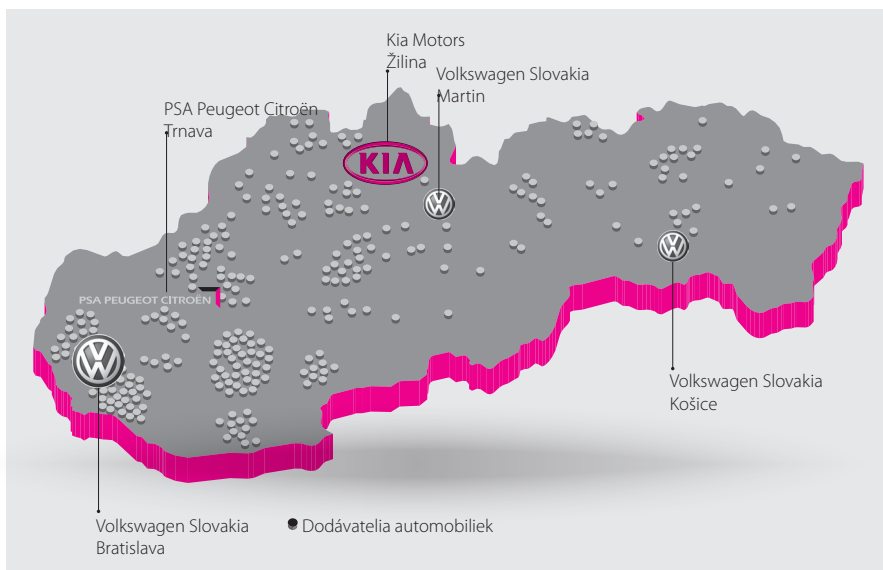 Kia Motors
Žilina
Volkswagen Slovakia
Martin
PSA Peugeot Citroën
Trnava
KIA
PSA PEUGEOT CITROËN
Volkswagen Slovakia
Košice
Volkswagen Slovakia
Bratislava
Dodávatelia automobiliek